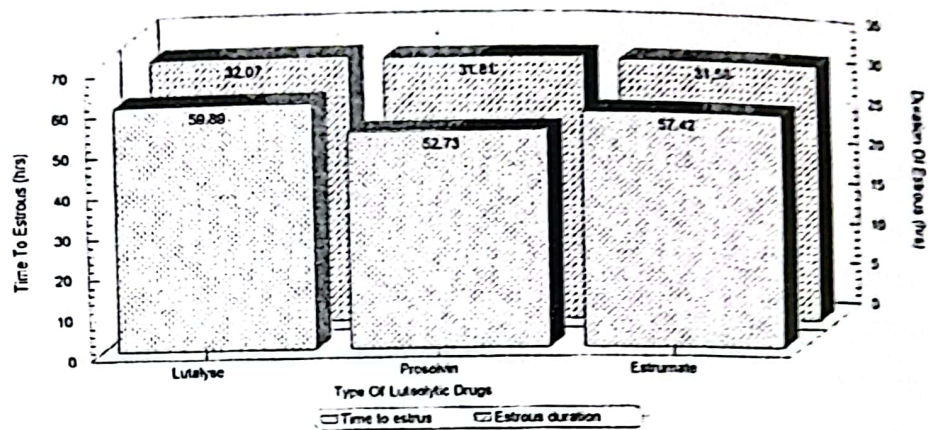 32.07 31.81
59.89 52.73 57.42
Time To Estrous (hrs)
70
60
50
40
30
20
10
0
35
30
25
20
15
10
5
0
Duration Of Estrous (hrs)
Lutalyse Prosolvin Estrumate
Type Of Luteolytic Drugs
Time to estrus Estrous duration